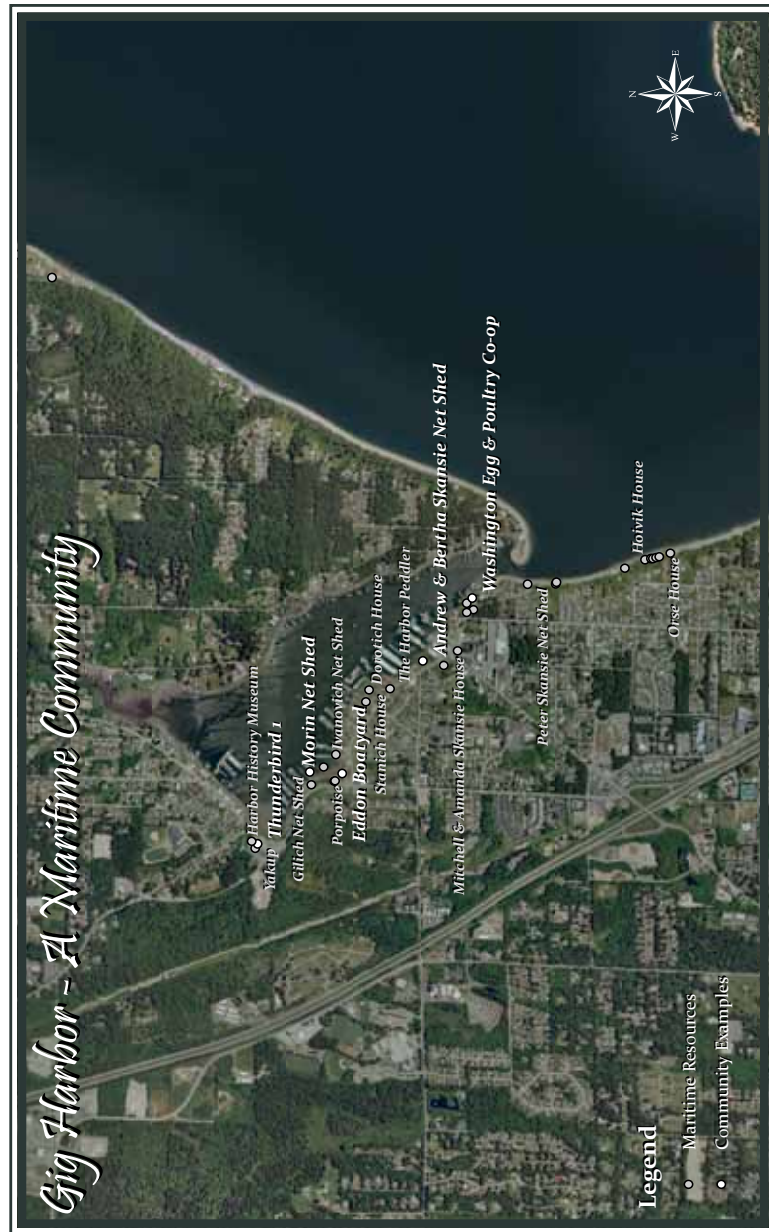 Gig Harbor - A Maritime Community
N
E
S
W
Harbor History Museum
Yakup
Thunderbird 1
Gilich Net Shed
Morin Net Shed
Porpoise
Ivanovich Net Shed
Eddon Boatyard
Dorotich House
Stanich House
The Harbor Peddler
Andrew & Bertha Skansie Net Shed
Mitchell & Amanda Skansie House
Washington Egg & Poultry Co-op
Peter Skansie Net Shed
Hoivik House
Orse House
Legend
Maritime Resources
Community Examples